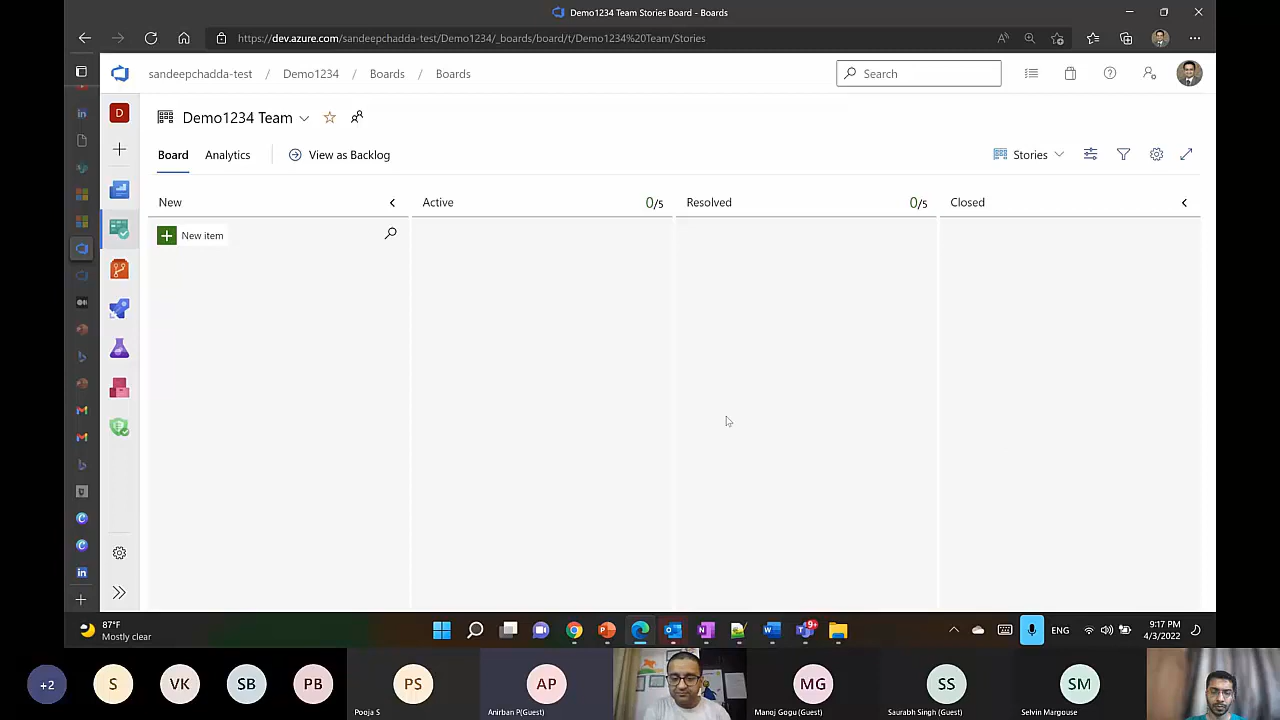 Demo1234 Team Stories Board - Boards
https://dev.azure.com/sandeepchadda-test/Demo1234/_boards/board/t/Demo1234%20Team/Stories
sandeepchadda-test / Demo1234 / Boards / Boards
Search
D
Demo1234 Team
Board Analytics View as Backlog Stories
New Active 0/5 Resolved 0/5 Closed
New item
87°F
Mostly clear
9+
ENG
9:17 PM
4/3/2022
+2 S VK SB PB PS AP MG SS SM
Pooja S Anirban P(Guest) Manoj Gogu (Guest) Saurabh Singh (Guest) Selvin Margouse